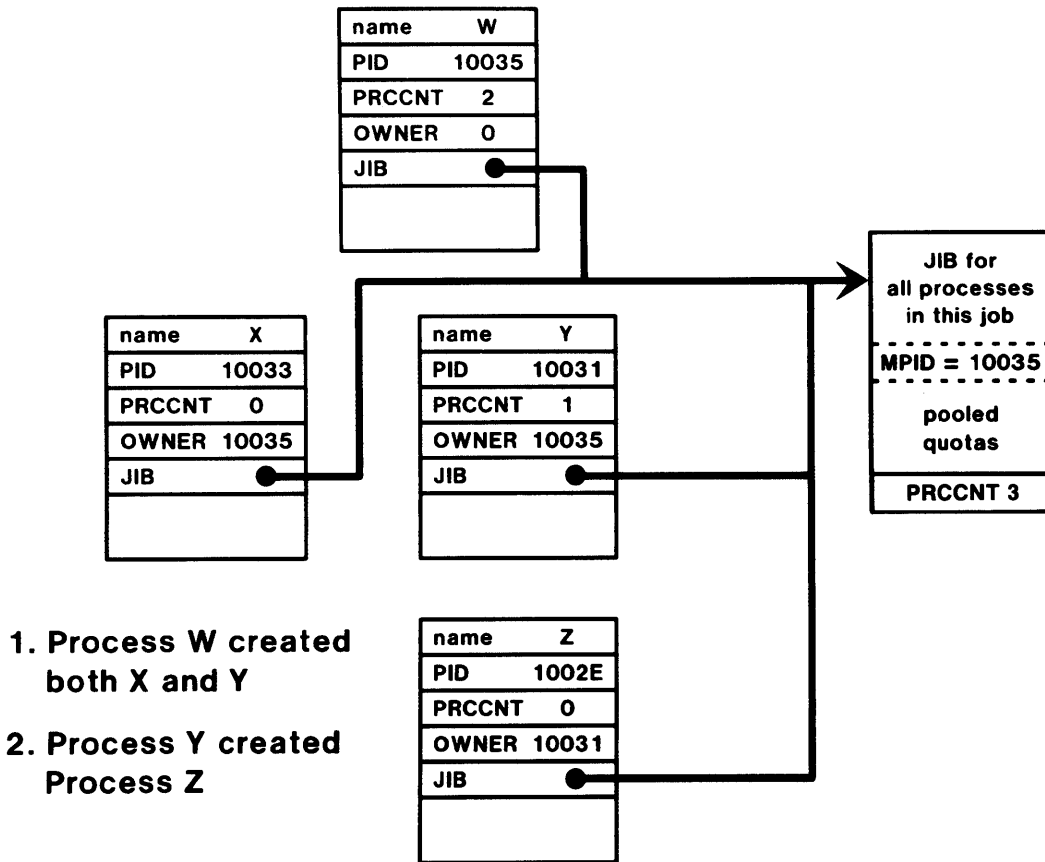 name W
PID 10035
PRCCNT 2
OWNER 0
JIB
JIB for
all processes
in this job
MPID = 10035
pooled
quotas
PRCCNT 3
name X
PID 10033
PRCCNT 0
OWNER 10035
JIB
name Y
PID 10031
PRCCNT 1
OWNER 10035
JIB
1. Process W created
both X and Y
2. Process Y created
Process Z
name Z
PID 1002E
PRCCNT 0
OWNER 10031
JIB